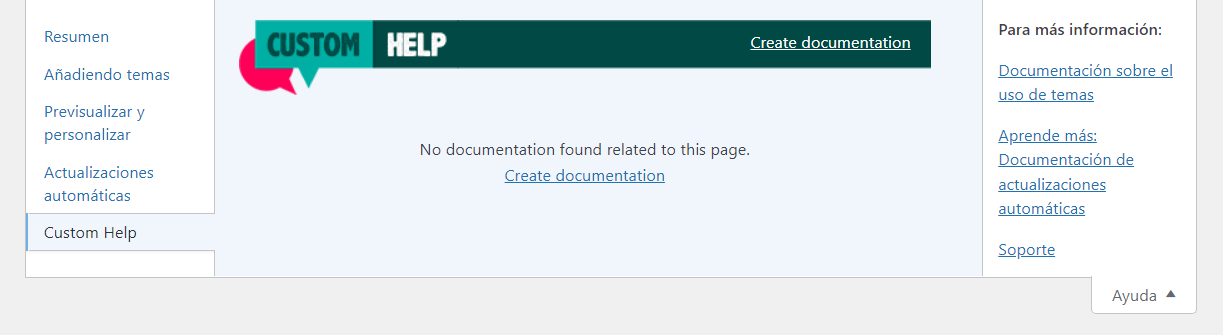 Resumen
Añadiendo temas
Previsualizar y
personalizar
Actualizaciones
automáticas
Custom Help
CUSTOM HELP
Create documentation
No documentation found related to this page.
Create documentation
Para más información:
Documentación sobre el
uso de temas
Aprende más:
Documentación de
actualizaciones
automáticas
Soporte
Ayuda